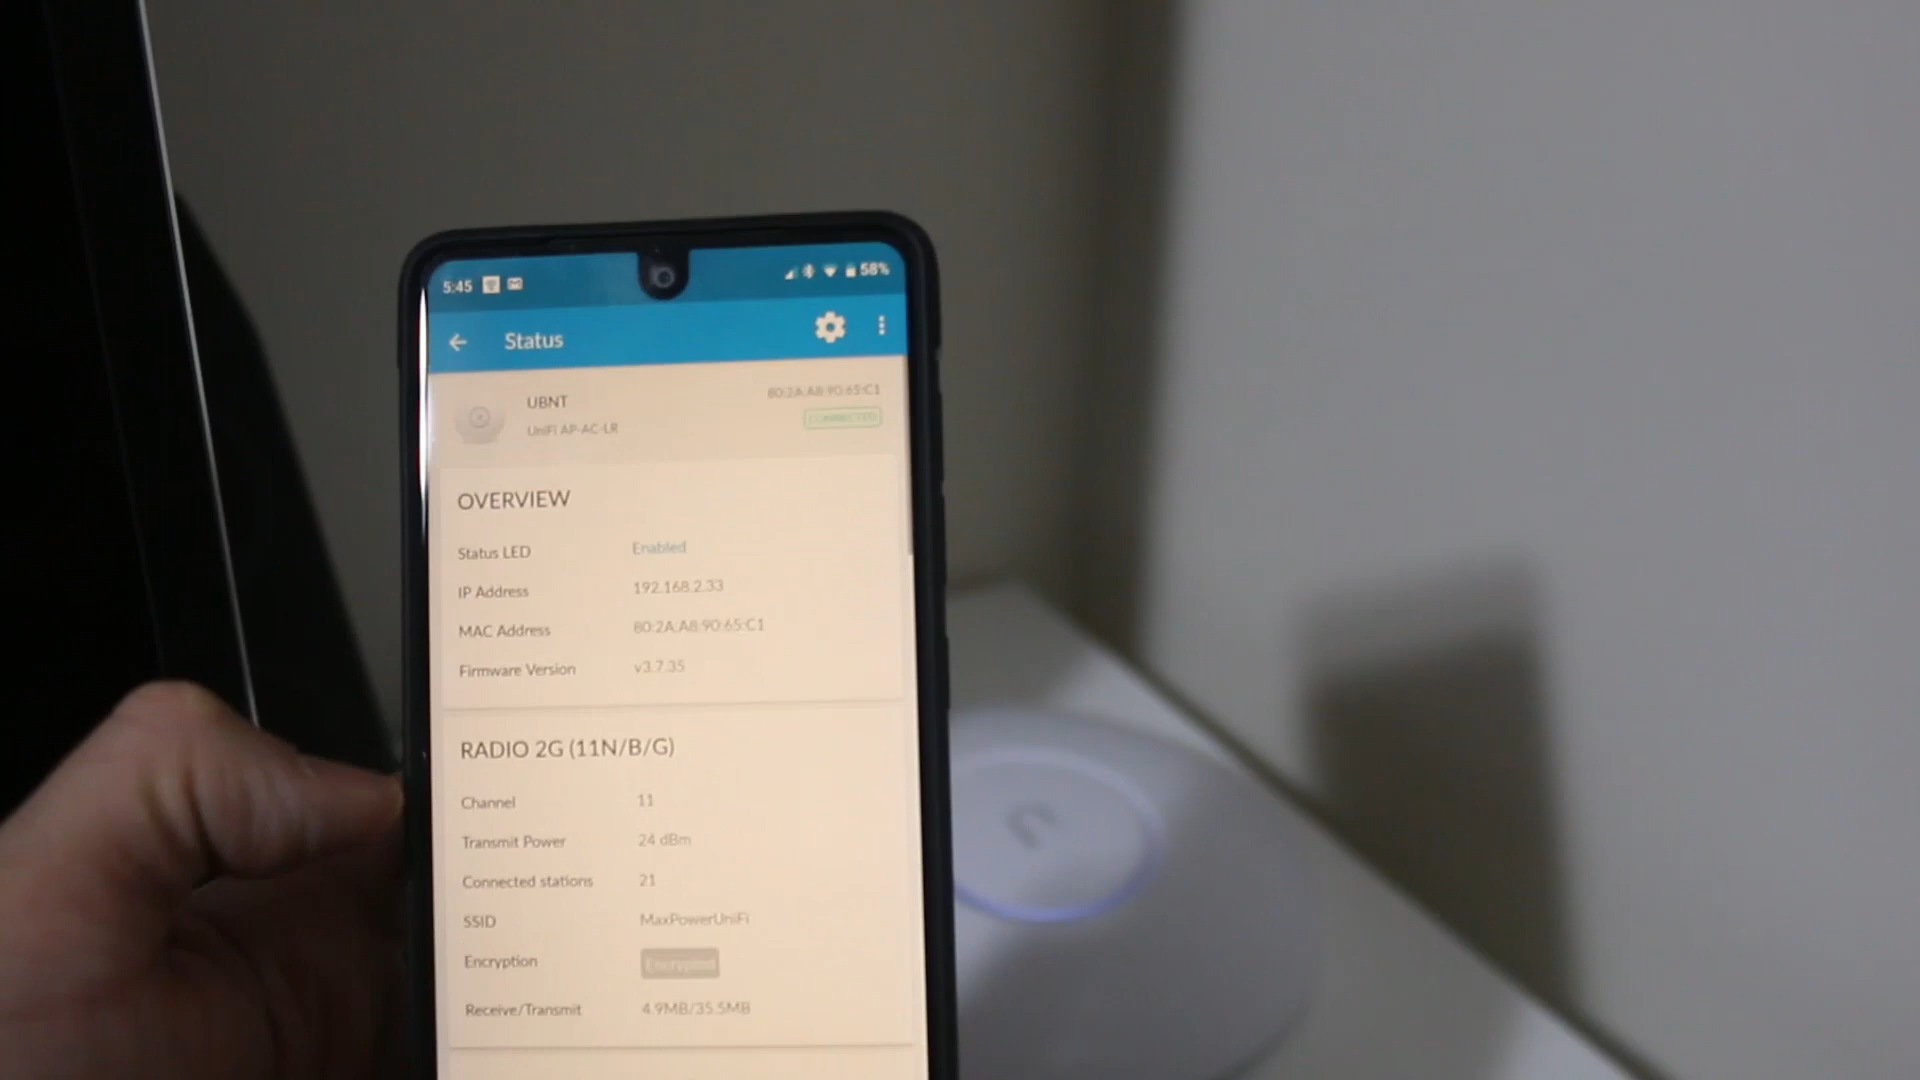 5:45 58%
Status
UBNT 80:2A:A8:90:65:C1
UniFi AP-AC-LR CONNECTED
OVERVIEW
Status LED Enabled
IP Address 192.168.2.33
MAC Address 80:2A:A8:90:65:C1
Firmware Version v3.7.35
RADIO 2G (11N/B/G)
Channel 11
Transmit Power 24 dBm
Connected stations 21
SSID MaxPowerUniFi
Encryption Encrypted
Receive/Transmit 4.9MB/35.5MB